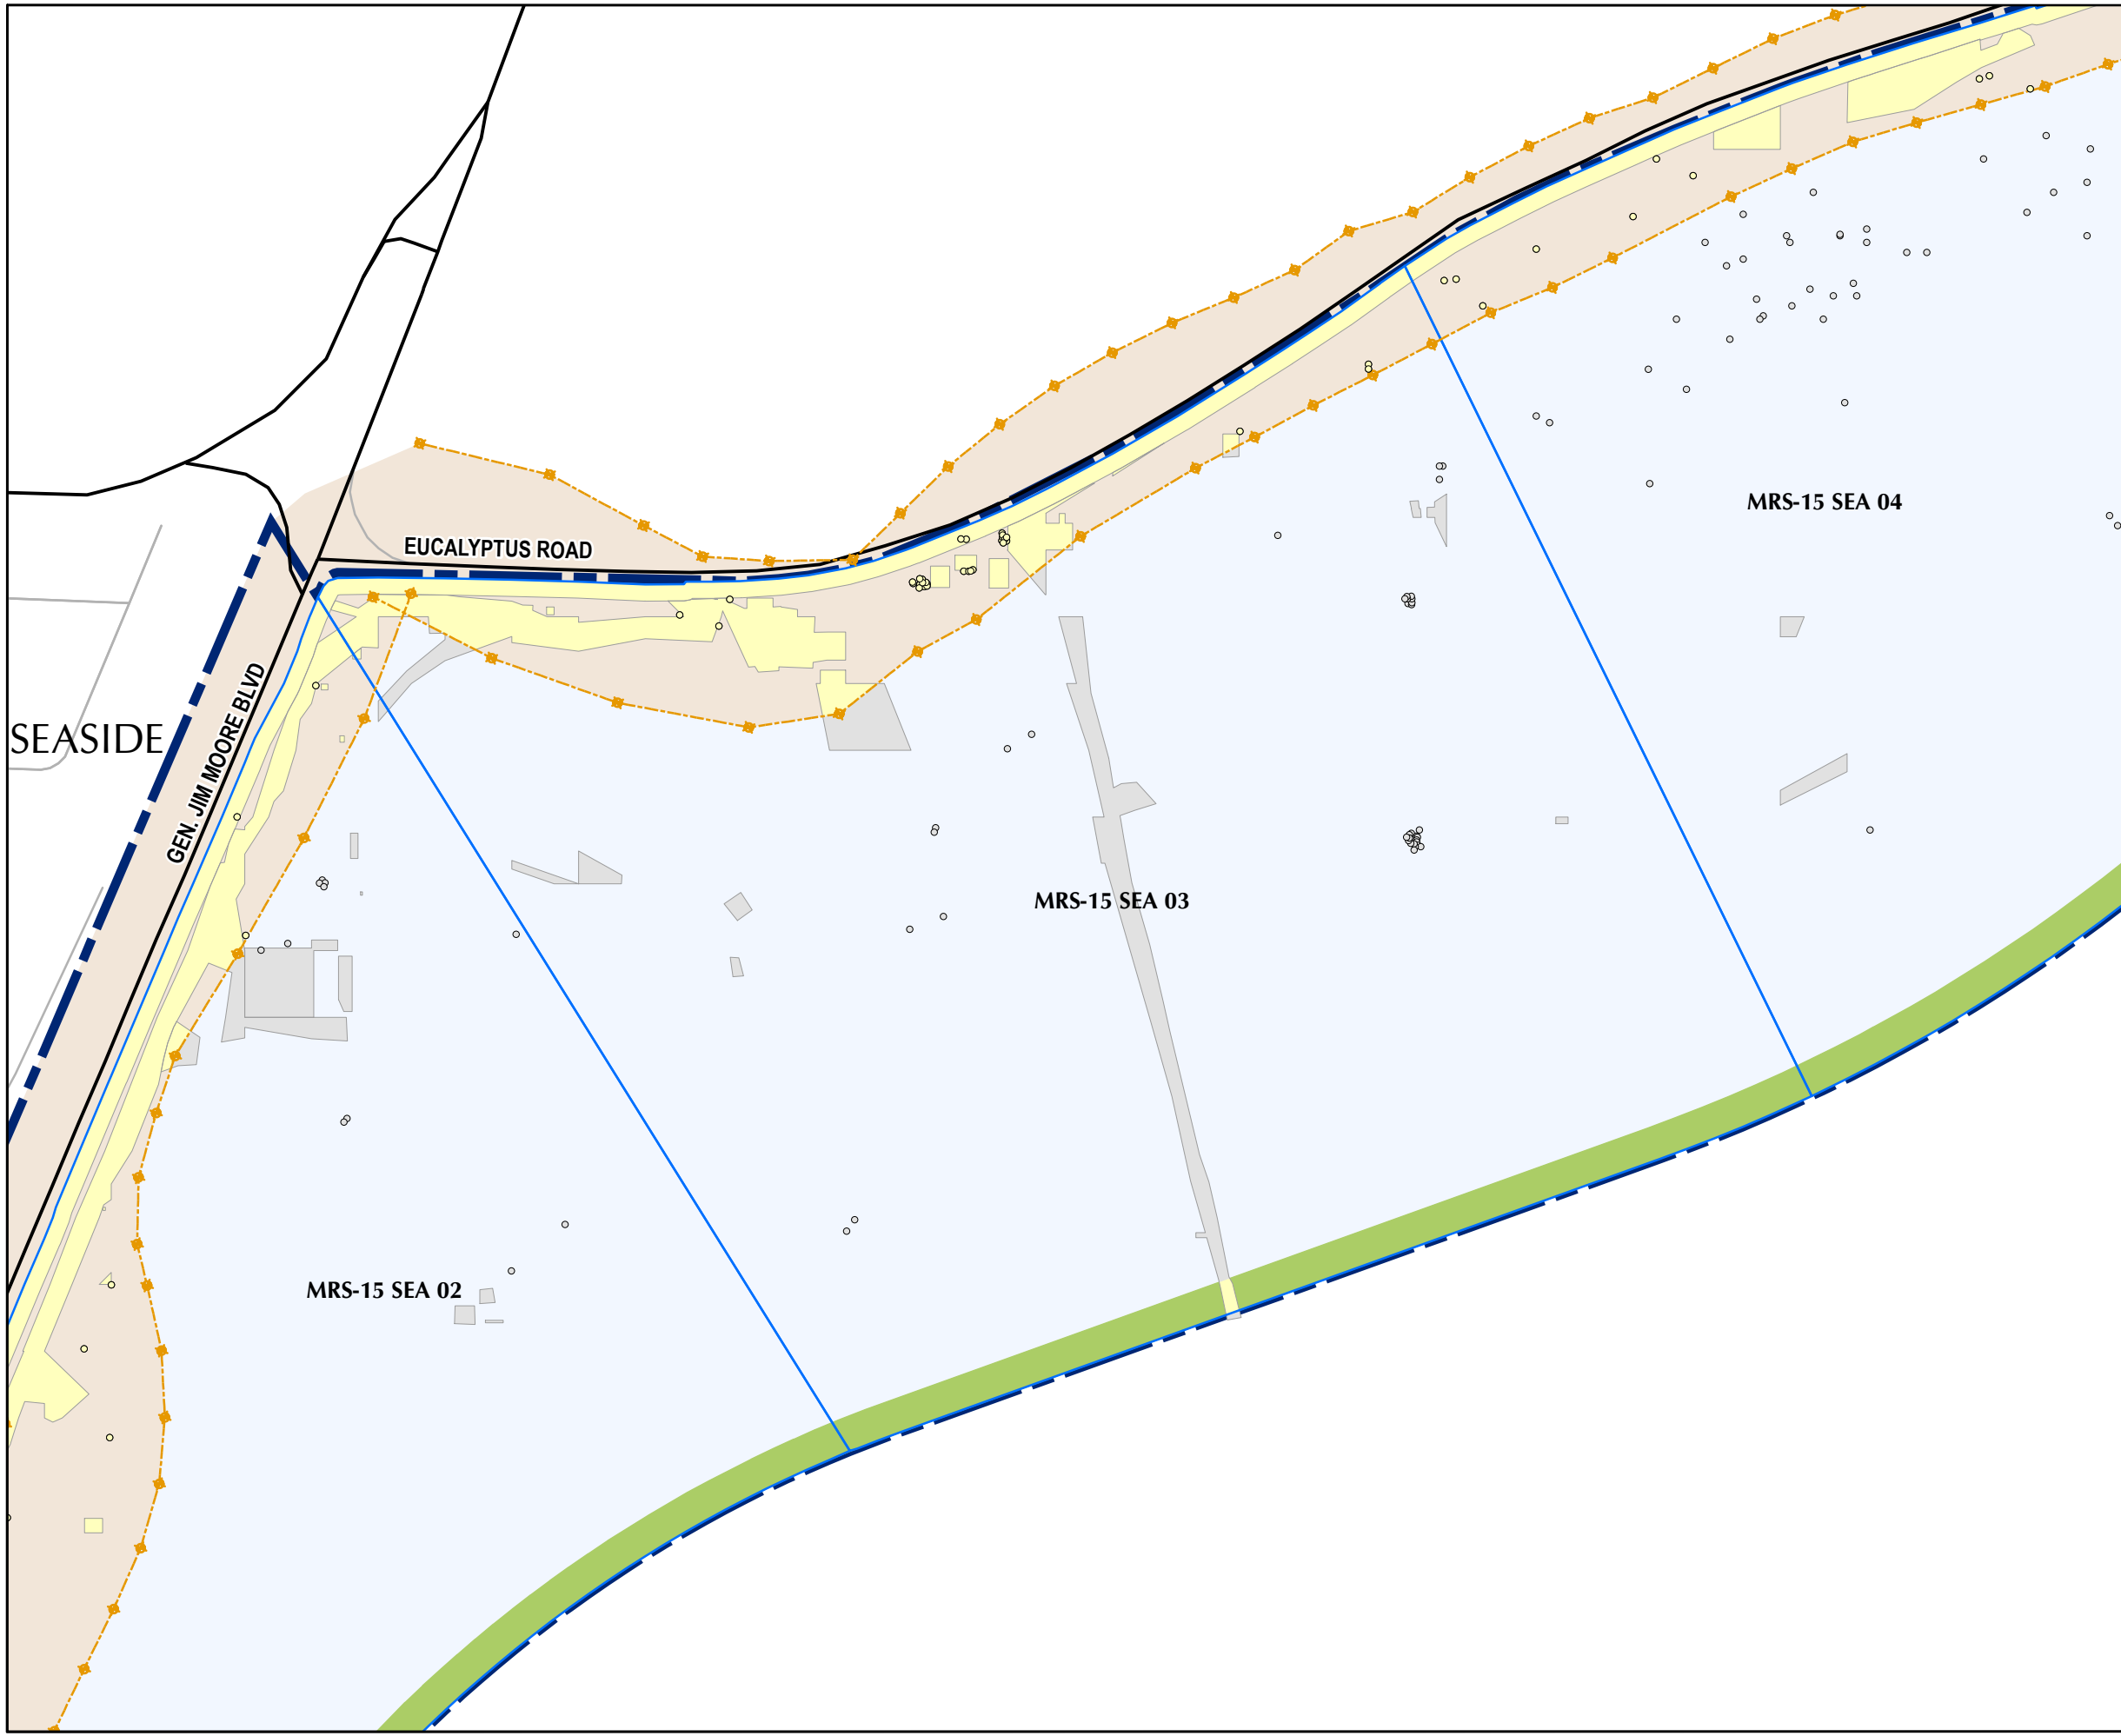 MRS-15 SEA 04
EUCALYPTUS ROAD
SEASIDE
GEN. JIM MOORE BLVD
MRS-15 SEA 03
MRS-15 SEA 02